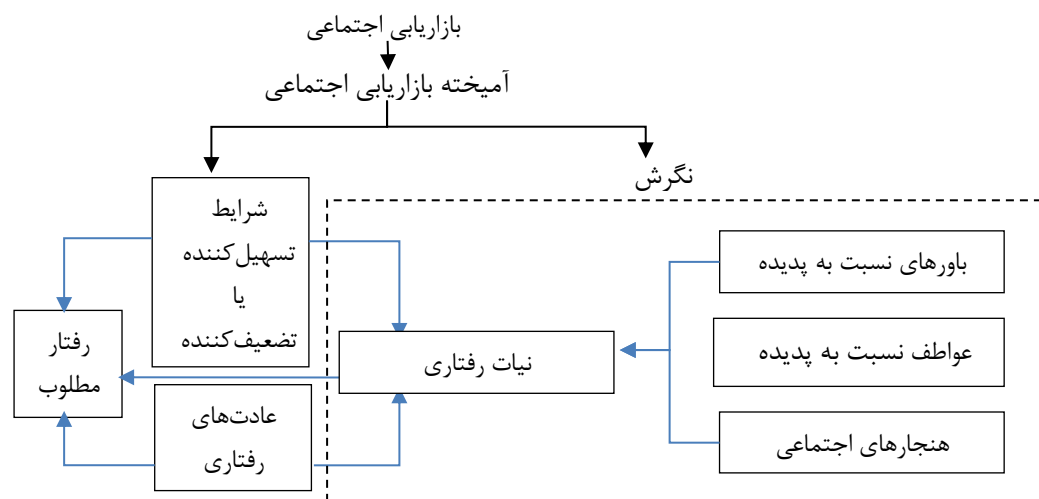 بازاریابی اجتماعی
آمیخته بازاریابی اجتماعی
نگرش
شرایط
تسهیل‌کننده
یا
تضعیف‌کننده
باورهای نسبت به پدیده
عواطف نسبت به پدیده
هنجارهای اجتماعی
نیات رفتاری
رفتار
مطلوب
عادت‌های
رفتاری